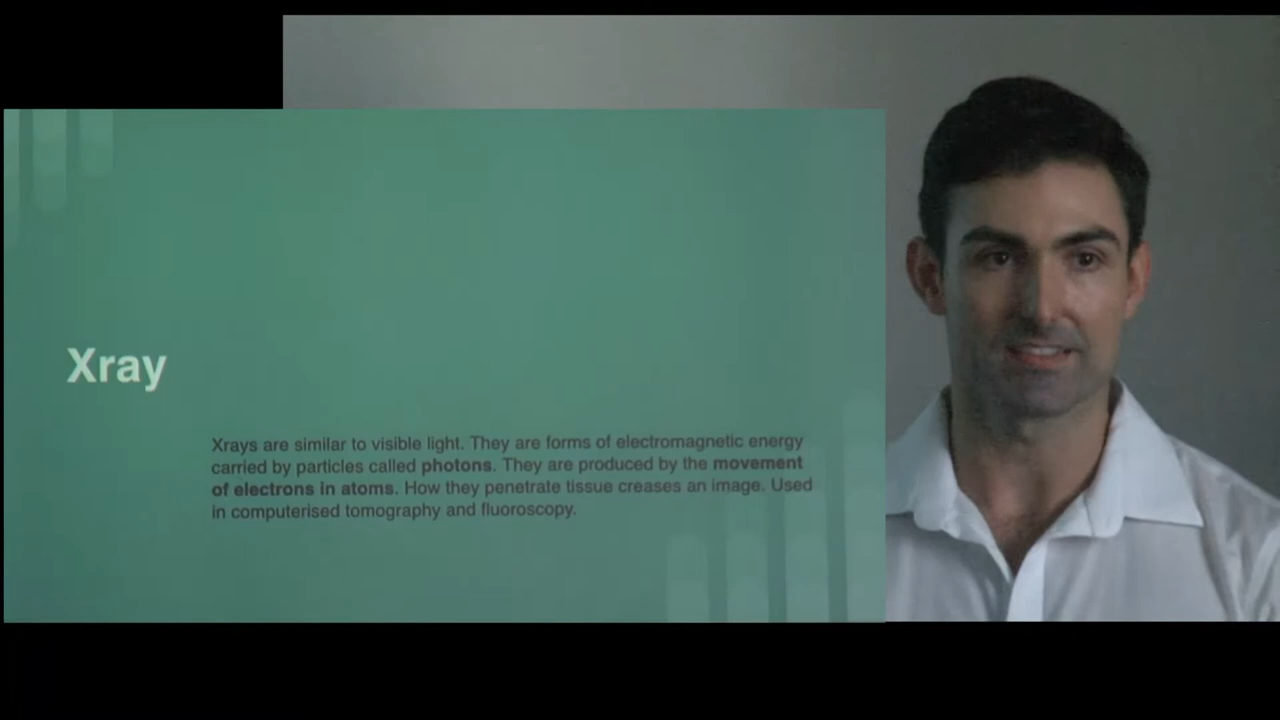 Xray
Xrays are similar to visible light. They are forms of electromagnetic energy
carried by particles called photons. They are produced by the movement
of electrons in atoms. How they penetrate tissue creases an image. Used
in computerised tomography and fluoroscopy.